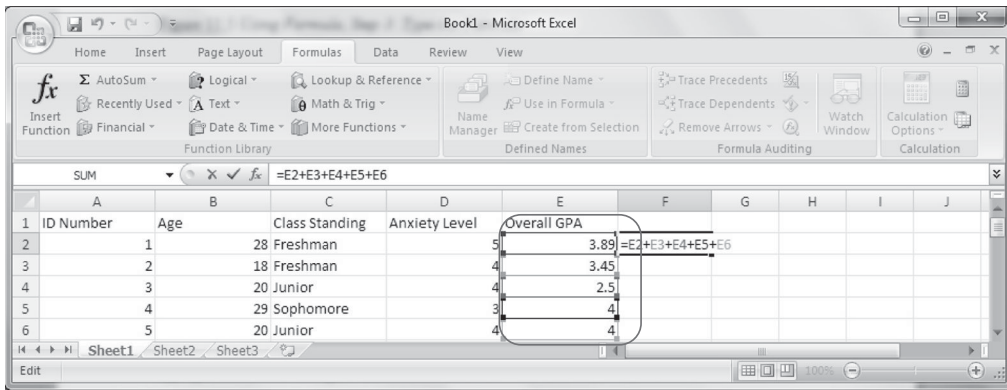 Book1 - Microsoft Excel
Home Insert Page Layout Formulas Data Review View
fx Insert Function
Σ AutoSum
Recently Used
Financial
Logical
A Text
Date & Time
Lookup & Reference
θ Math & Trig
More Functions
Function Library
Name Manager
Define Name
fx Use in Formula
Create from Selection
Defined Names
Trace Precedents
Trace Dependents
Remove Arrows
Watch Window
Formula Auditing
Calculation Options
Calculation
SUM fx =E2+E3+E4+E5+E6
A B C D E F G H I J
1 ID Number Age Class Standing Anxiety Level Overall GPA
2 1 28 Freshman 5 3.89 =E2+E3+E4+E5+E6
3 2 18 Freshman 4 3.45
4 3 20 Junior 4 2.5
5 4 29 Sophomore 3 4
6 5 20 Junior 4 4
Sheet1 Sheet2 Sheet3
Edit 100%